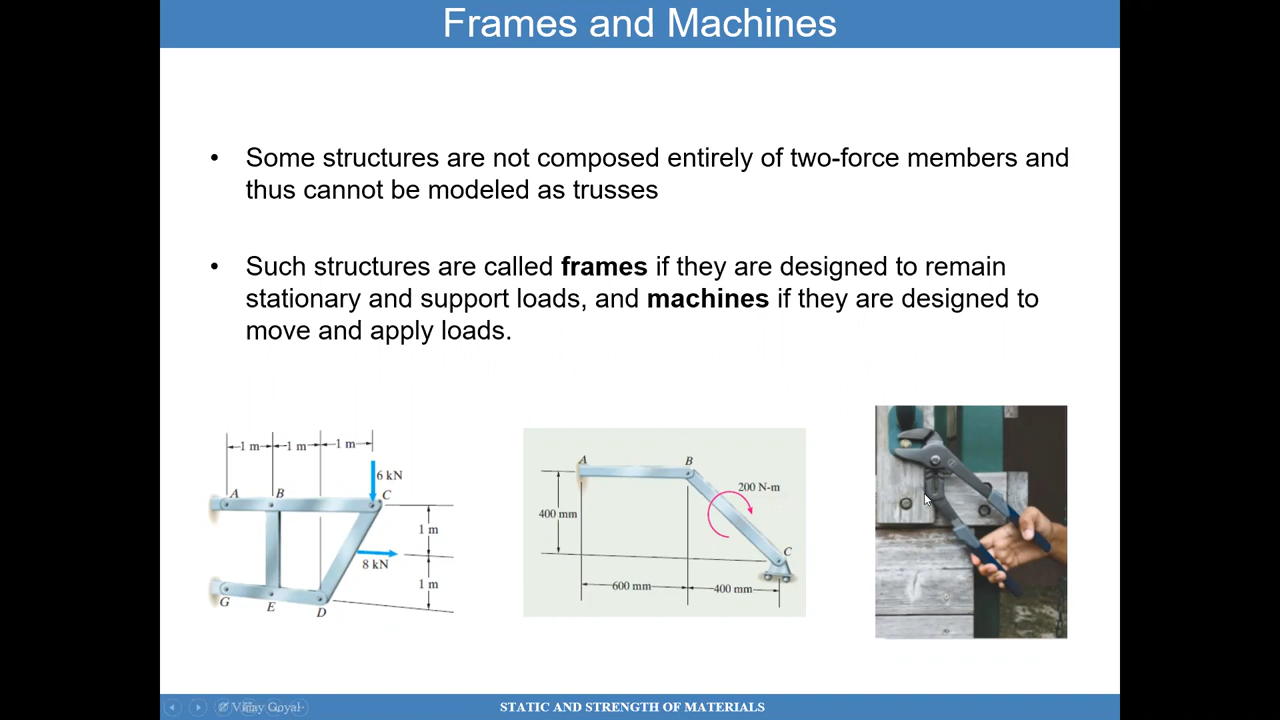 Frames and Machines
• Some structures are not composed entirely of two-force members and
thus cannot be modeled as trusses
• Such structures are called frames if they are designed to remain
stationary and support loads, and machines if they are designed to
move and apply loads.
1 m 1 m 1 m
6 kN
A B C
1 m
8 kN
1 m
G E D
A B
200 N-m
400 mm
C
600 mm 400 mm
Vijay Goyal
STATIC AND STRENGTH OF MATERIALS